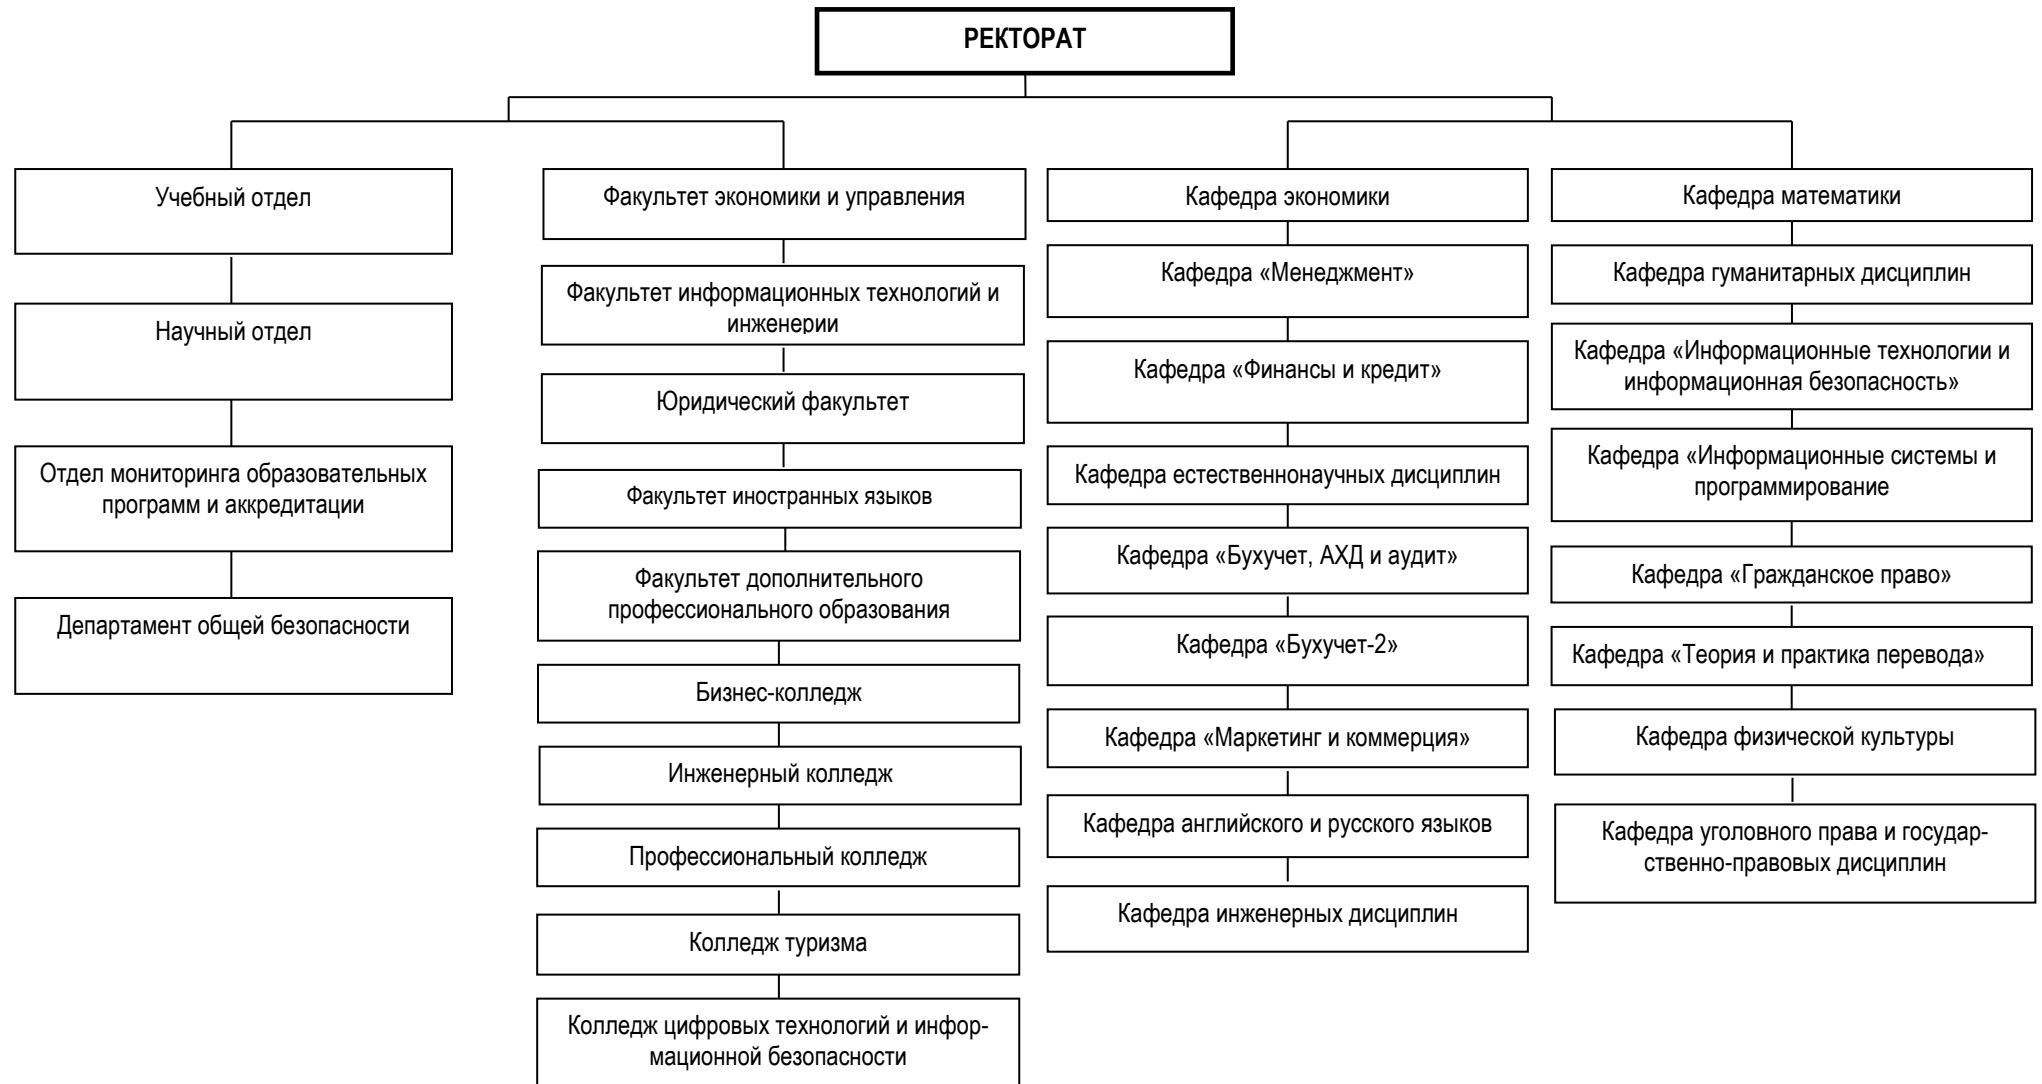 РЕКТОРАТ
Учебный отдел
Научный отдел
Отдел мониторинга образовательных
программ и аккредитации
Департамент общей безопасности
Факультет экономики и управления
Факультет информационных технологий и
инженерии
Юридический факультет
Факультет иностранных языков
Факультет дополнительного
профессионального образования
Бизнес-колледж
Инженерный колледж
Профессиональный колледж
Колледж туризма
Колледж цифровых технологий и инфор-
мационной безопасности
Кафедра экономики
Кафедра «Менеджмент»
Кафедра «Финансы и кредит»
Кафедра естественнонаучных дисциплин
Кафедра «Бухучет, АХД и аудит»
Кафедра «Бухучет-2»
Кафедра «Маркетинг и коммерция»
Кафедра английского и русского языков
Кафедра инженерных дисциплин
Кафедра математики
Кафедра гуманитарных дисциплин
Кафедра «Информационные технологии и
информационная безопасность»
Кафедра «Информационные системы и
программирование
Кафедра «Гражданское право»
Кафедра «Теория и практика перевода»
Кафедра физической культуры
Кафедра уголовного права и государ-
ственно-правовых дисциплин